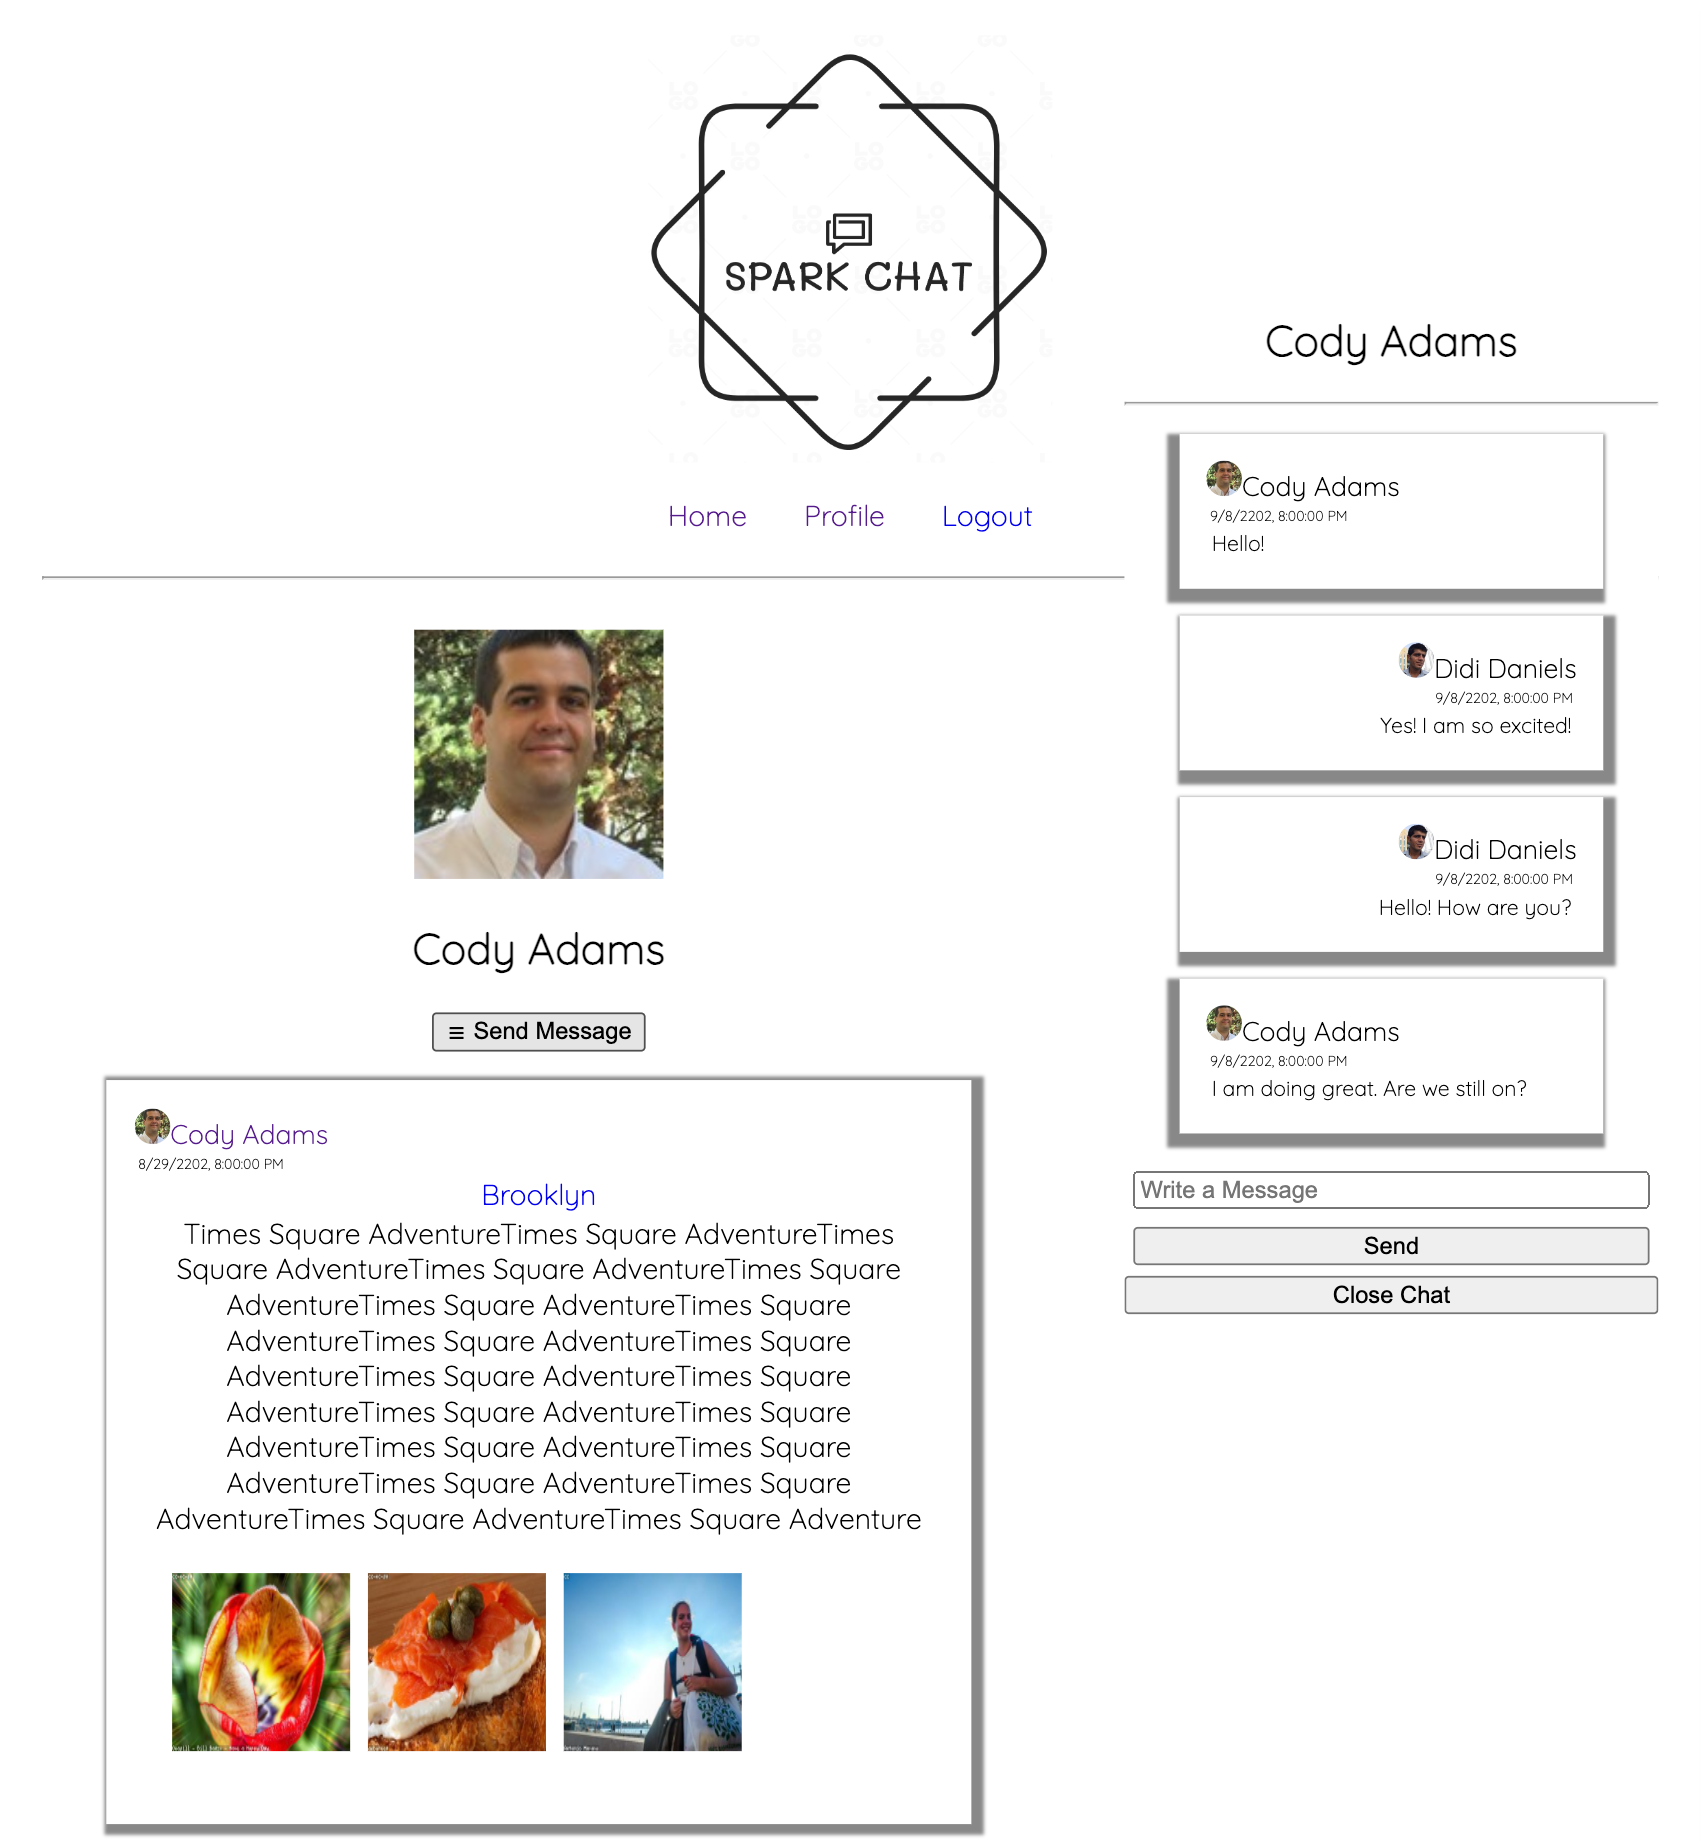 SPARK CHAT
Home Profile Logout
Cody Adams
≡ Send Message
Cody Adams
8/29/2202, 8:00:00 PM
Brooklyn
Times Square AdventureTimes Square AdventureTimes
Square AdventureTimes Square AdventureTimes Square
AdventureTimes Square AdventureTimes Square
AdventureTimes Square AdventureTimes Square
AdventureTimes Square AdventureTimes Square
AdventureTimes Square AdventureTimes Square
AdventureTimes Square AdventureTimes Square
AdventureTimes Square AdventureTimes Square
AdventureTimes Square AdventureTimes Square Adventure
Cody Adams
Cody Adams
9/8/2202, 8:00:00 PM
Hello!
Didi Daniels
9/8/2202, 8:00:00 PM
Yes! I am so excited!
Didi Daniels
9/8/2202, 8:00:00 PM
Hello! How are you?
Cody Adams
9/8/2202, 8:00:00 PM
I am doing great. Are we still on?
Write a Message
Send
Close Chat